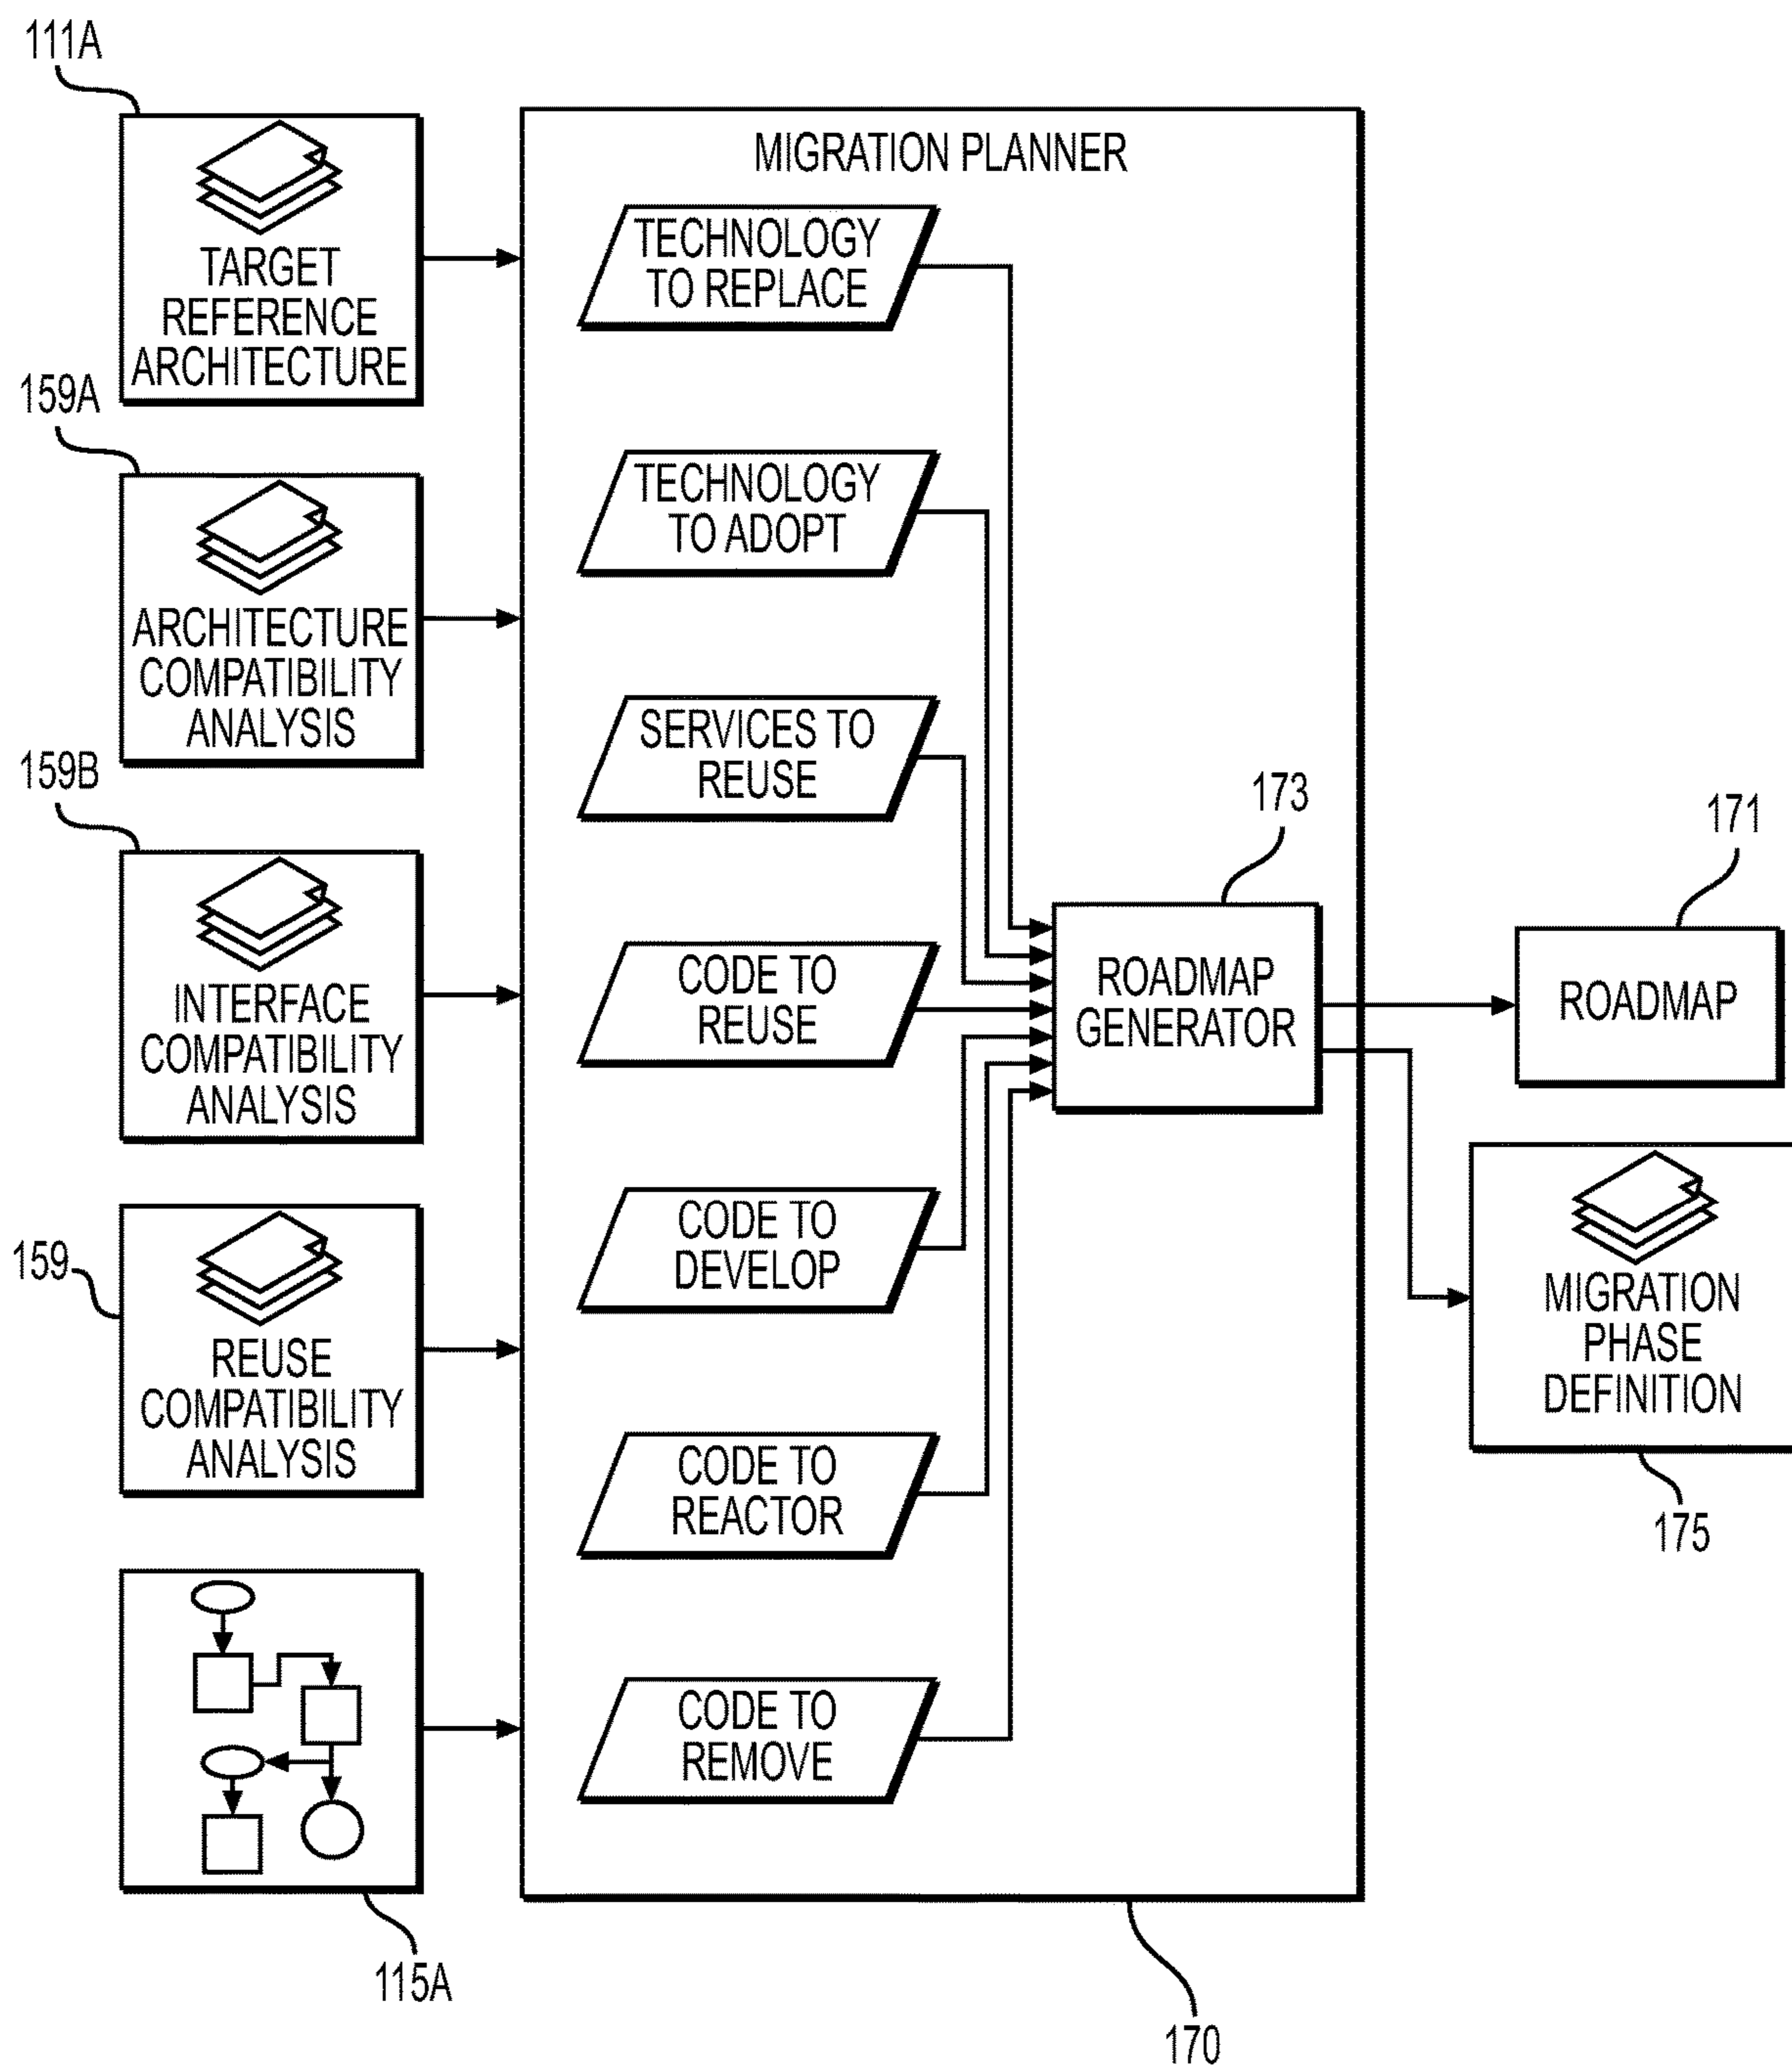 111A
TARGET
REFERENCE
ARCHITECTURE
159A
ARCHITECTURE
COMPATIBILITY
ANALYSIS
159B
INTERFACE
COMPATIBILITY
ANALYSIS
159
REUSE
COMPATIBILITY
ANALYSIS
115A
MIGRATION PLANNER
TECHNOLOGY
TO REPLACE
TECHNOLOGY
TO ADOPT
SERVICES TO
REUSE
CODE TO
REUSE
CODE TO
DEVELOP
CODE TO
REACTOR
CODE TO
REMOVE
173
ROADMAP
GENERATOR
170
171
ROADMAP
MIGRATION
PHASE
DEFINITION
175